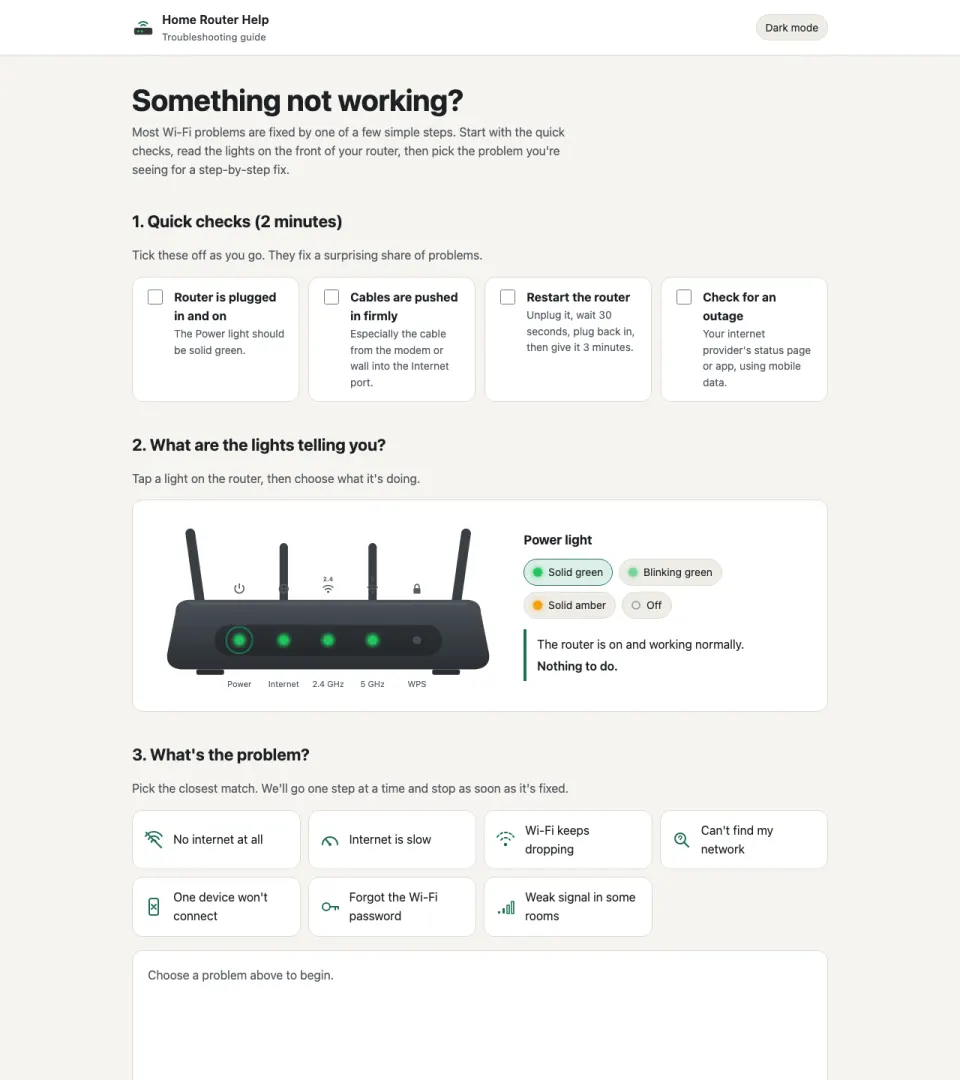 Home Router Help
Troubleshooting guide
Dark mode
Something not working?
Most Wi-Fi problems are fixed by one of a few simple steps. Start with the quick
checks, read the lights on the front of your router, then pick the problem you're
seeing for a step-by-step fix.
1. Quick checks (2 minutes)
Tick these off as you go. They fix a surprising share of problems.
Router is plugged
in and on
The Power light should
be solid green.
Cables are pushed
in firmly
Especially the cable
from the modem or
wall into the Internet
port.
Restart the router
Unplug it, wait 30
seconds, plug back in,
then give it 3 minutes.
Check for an
outage
Your internet
provider's status page
or app, using mobile
data.
2. What are the lights telling you?
Tap a light on the router, then choose what it's doing.
2.4
Power
Internet
2.4 GHz
5 GHz
WPS
Power light
Solid green
Blinking green
Solid amber
Off
The router is on and working normally.
Nothing to do.
3. What's the problem?
Pick the closest match. We'll go one step at a time and stop as soon as it's fixed.
No internet at all
Internet is slow
Wi-Fi keeps
dropping
Can't find my
network
One device won't
connect
Forgot the Wi-Fi
password
Weak signal in some
rooms
Choose a problem above to begin.